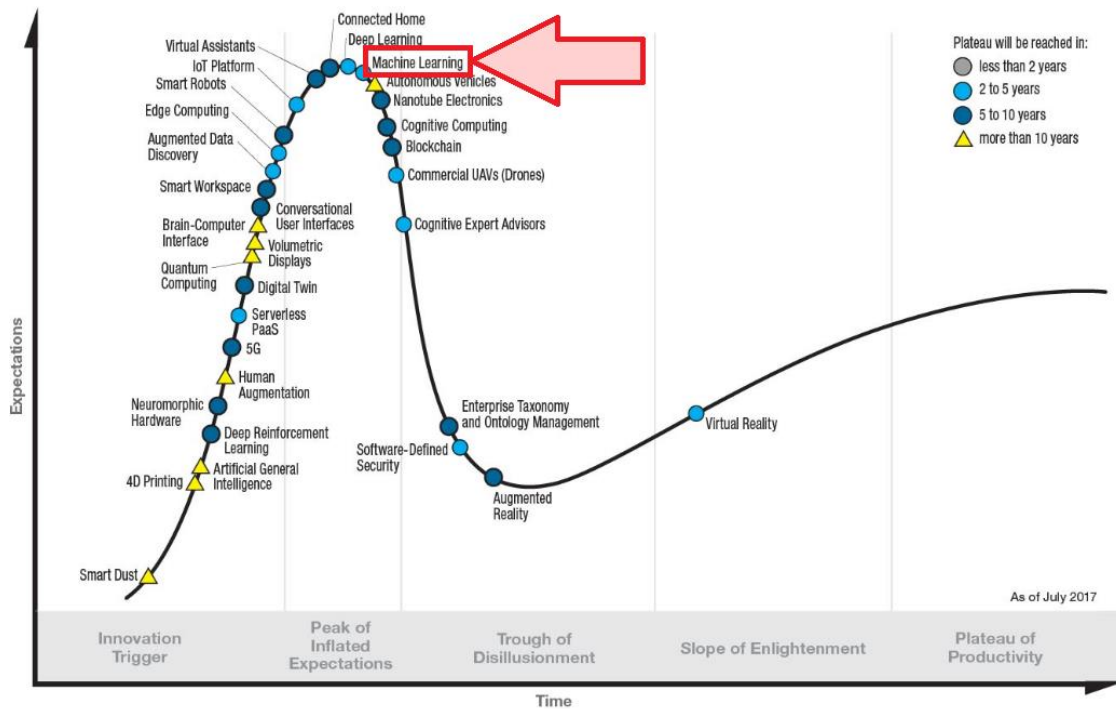 Connected Home
Deep Learning
Virtual Assistants
Machine Learning
IoT Platform
Autonomous Vehicles
Smart Robots
Nanotube Electronics
Edge Computing
Cognitive Computing
Augmented Data
Discovery
Blockchain
Commercial UAVs (Drones)
Smart Workspace
Conversational
User Interfaces
Cognitive Expert Advisors
Brain-Computer
Interface
Volumetric
Displays
Quantum
Computing
Digital Twin
Serverless
PaaS
5G
Human
Augmentation
Neuromorphic
Hardware
Deep Reinforcement
Learning
Artificial General
Intelligence
4D Printing
Smart Dust
Enterprise Taxonomy
and Ontology Management
Software-Defined
Security
Augmented
Reality
Virtual Reality
Plateau will be reached in:
less than 2 years
2 to 5 years
5 to 10 years
more than 10 years
As of July 2017
Expectations
Innovation
Trigger
Peak of
Inflated
Expectations
Trough of
Disillusionment
Slope of Enlightenment
Plateau of
Productivity
Time